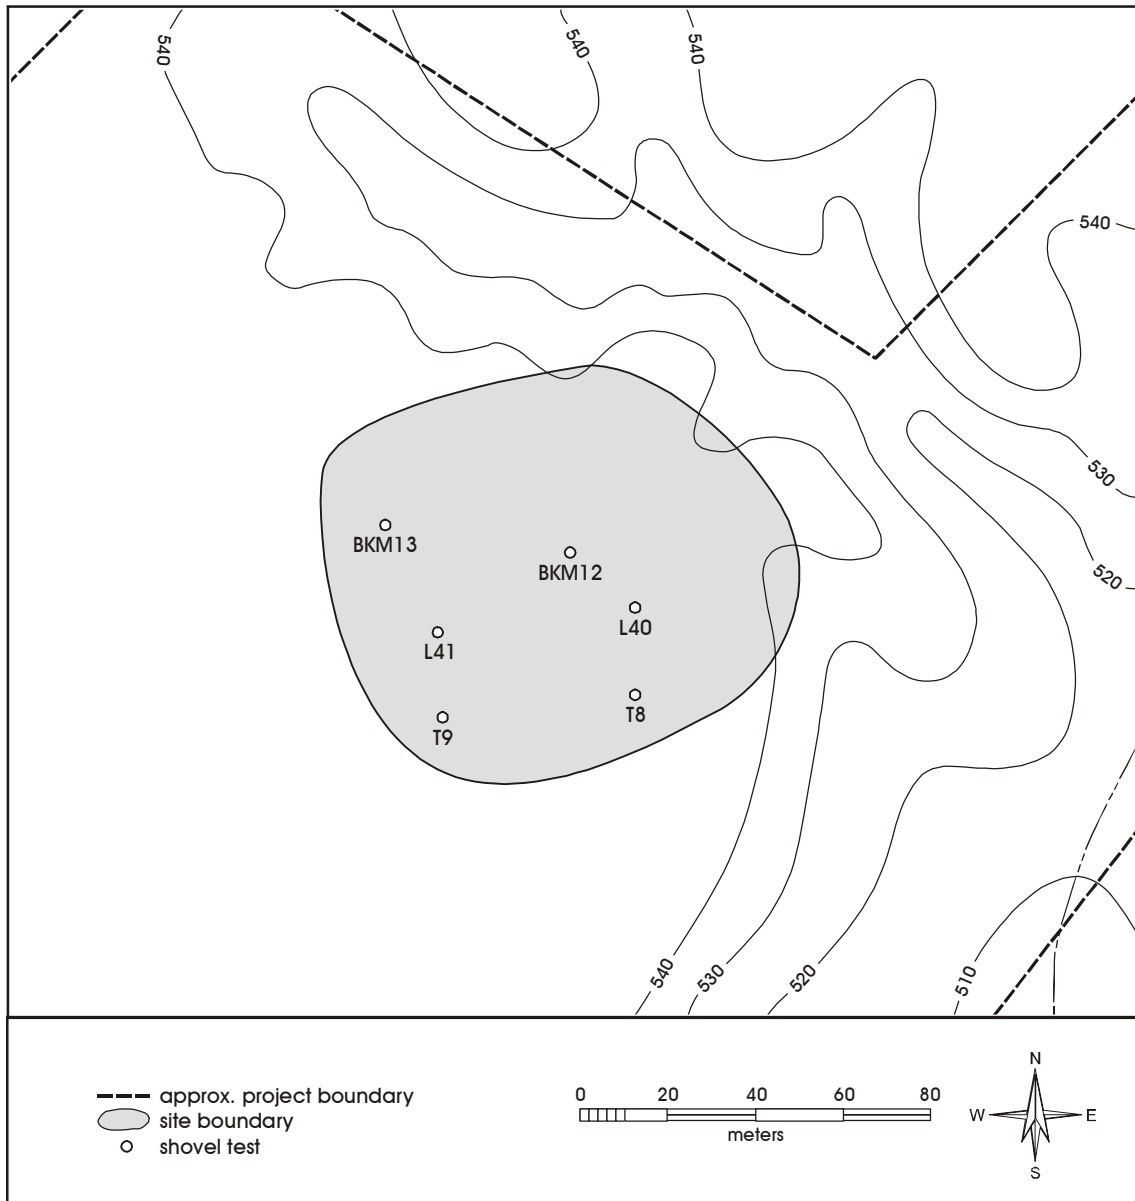 540
540
540
540
530
520
BKM13
BKM12
L40
L41
T8
T9
540
530
520
510
approx. project boundary
site boundary
shovel test
0 20 40 60 80
meters
N
W E
S